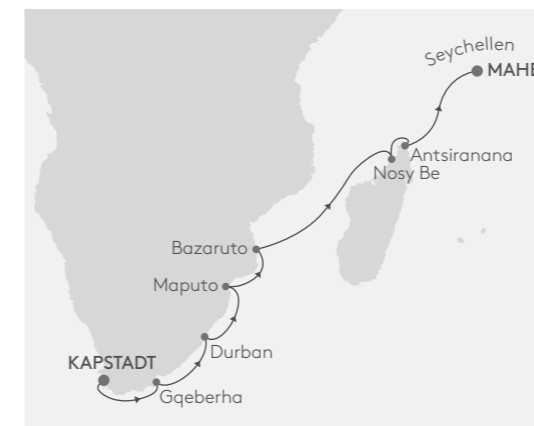 Seychellen
MAHE
Antsiranana
Nosy Be
Bazaruto
Maputo
Durban
KAPSTADT
Gqeberha